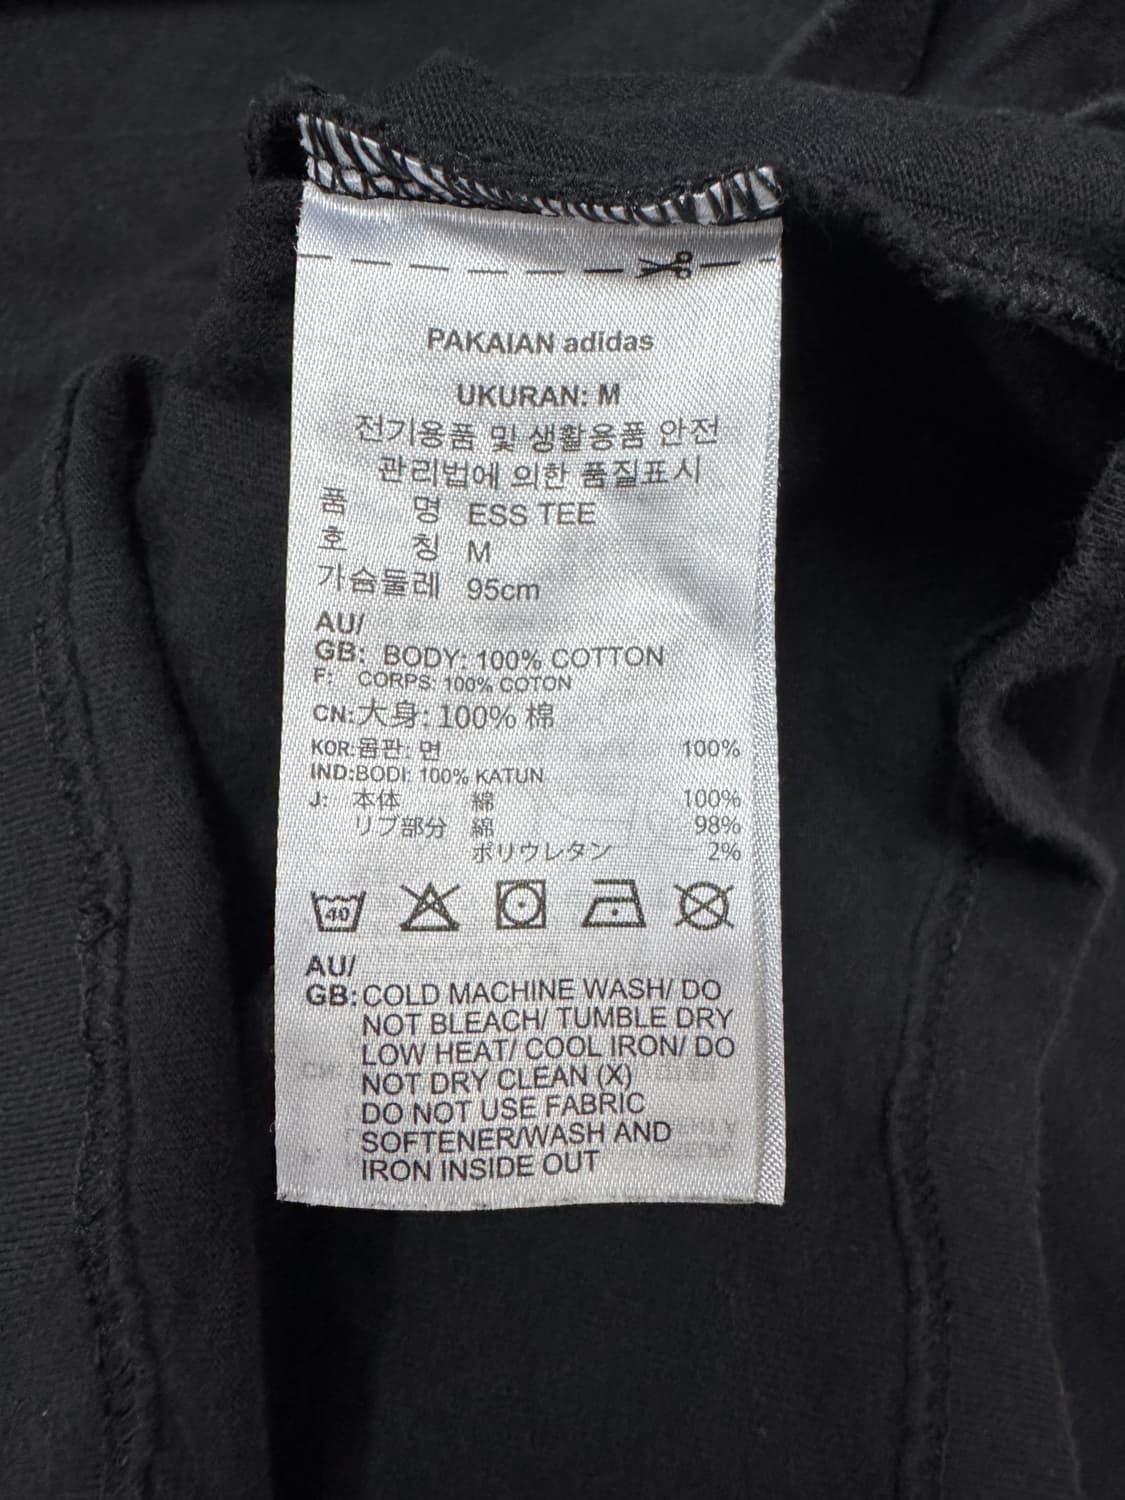 PAKAIAN adidas
UKURAN: M
전기용품 및 생활용품 안전
관리법에 의한 품질표시
품 명 ESS TEE
호 칭 M
가슴둘레 95cm
AU/
GB: BODY: 100% COTTON
F: CORPS: 100% COTON
CN:大身: 100% 棉
KOR:몸판: 면 100%
IND:BODI: 100% KATUN
J: 本体 綿 100%
リブ部分 綿 98%
ポリウレタン 2%
40
AU/
GB: COLD MACHINE WASH/ DO
NOT BLEACH/ TUMBLE DRY
LOW HEAT/ COOL IRON/ DO
NOT DRY CLEAN (X)
DO NOT USE FABRIC
SOFTENER/WASH AND
IRON INSIDE OUT